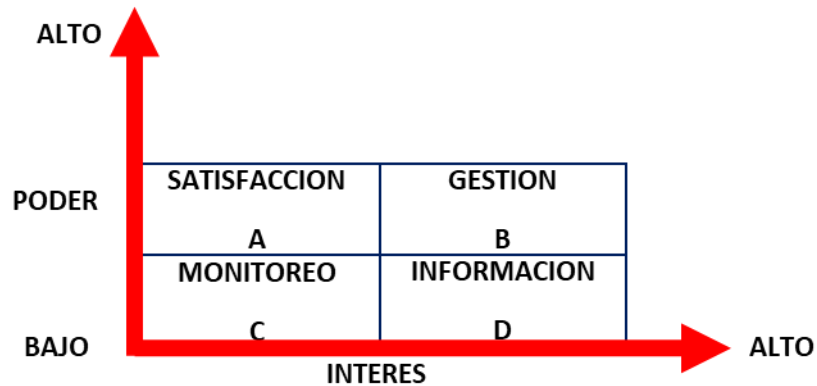 ALTO
PODER
BAJO
SATISFACCION
A
GESTION
B
MONITOREO
C
INFORMACION
D
INTERES
ALTO